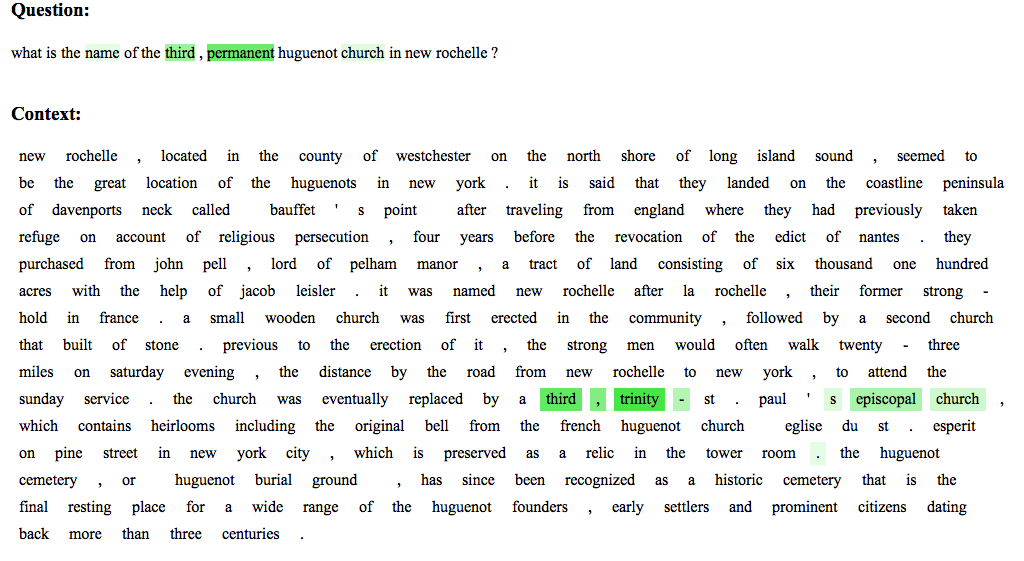 Question:
what is the name of the third , permanent huguenot church in new rochelle ?
Context:
new rochelle , located in the county of westchester on the north shore of long island sound , seemed to
be the great location of the huguenots in new york . it is said that they landed on the coastline peninsula
of davenports neck called bauffet ' s point after traveling from england where they had previously taken
refuge on account of religious persecution , four years before the revocation of the edict of nantes . they
purchased from john pell , lord of pelham manor , a tract of land consisting of six thousand one hundred
acres with the help of jacob leisler . it was named new rochelle after la rochelle , their former strong -
hold in france . a small wooden church was first erected in the community , followed by a second church
that built of stone . previous to the erection of it , the strong men would often walk twenty - three
miles on saturday evening , the distance by the road from new rochelle to new york , to attend the
sunday service . the church was eventually replaced by a third , trinity - st . paul ' s episcopal church ,
which contains heirlooms including the original bell from the french huguenot church eglise du st . esperit
on pine street in new york city , which is preserved as a relic in the tower room . the huguenot
cemetery , or huguenot burial ground , has since been recognized as a historic cemetery that is the
final resting place for a wide range of the huguenot founders , early settlers and prominent citizens dating
back more than three centuries .